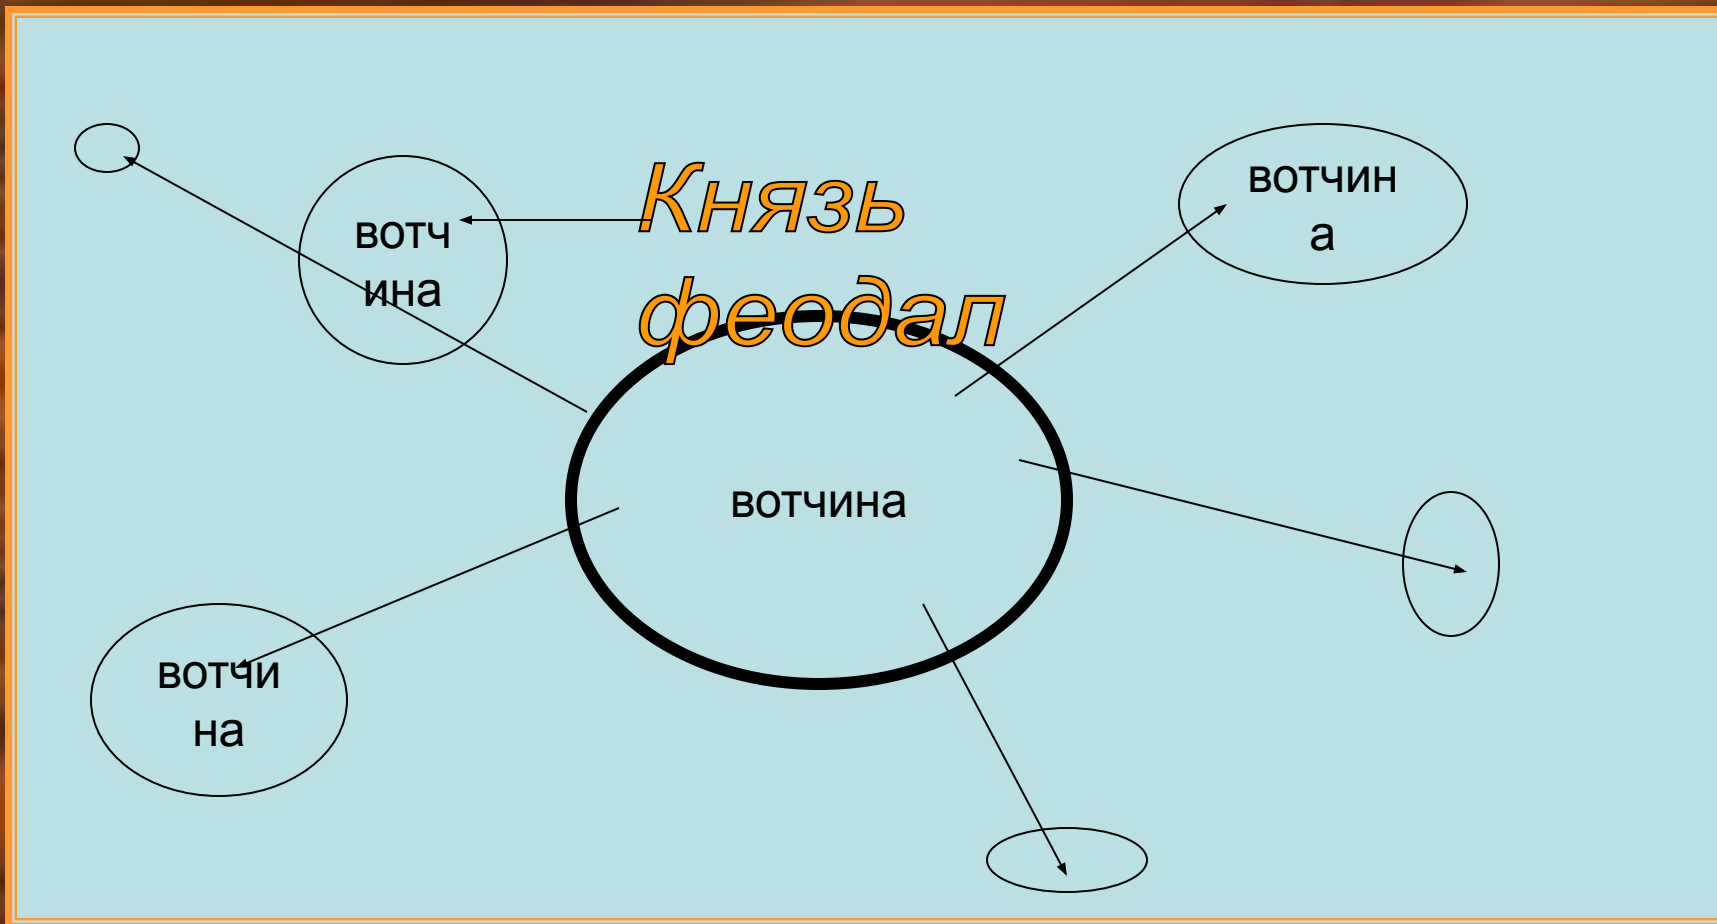 Князь
феодал
вотч
ина
вотчин
а
вотчина
вотчи
на